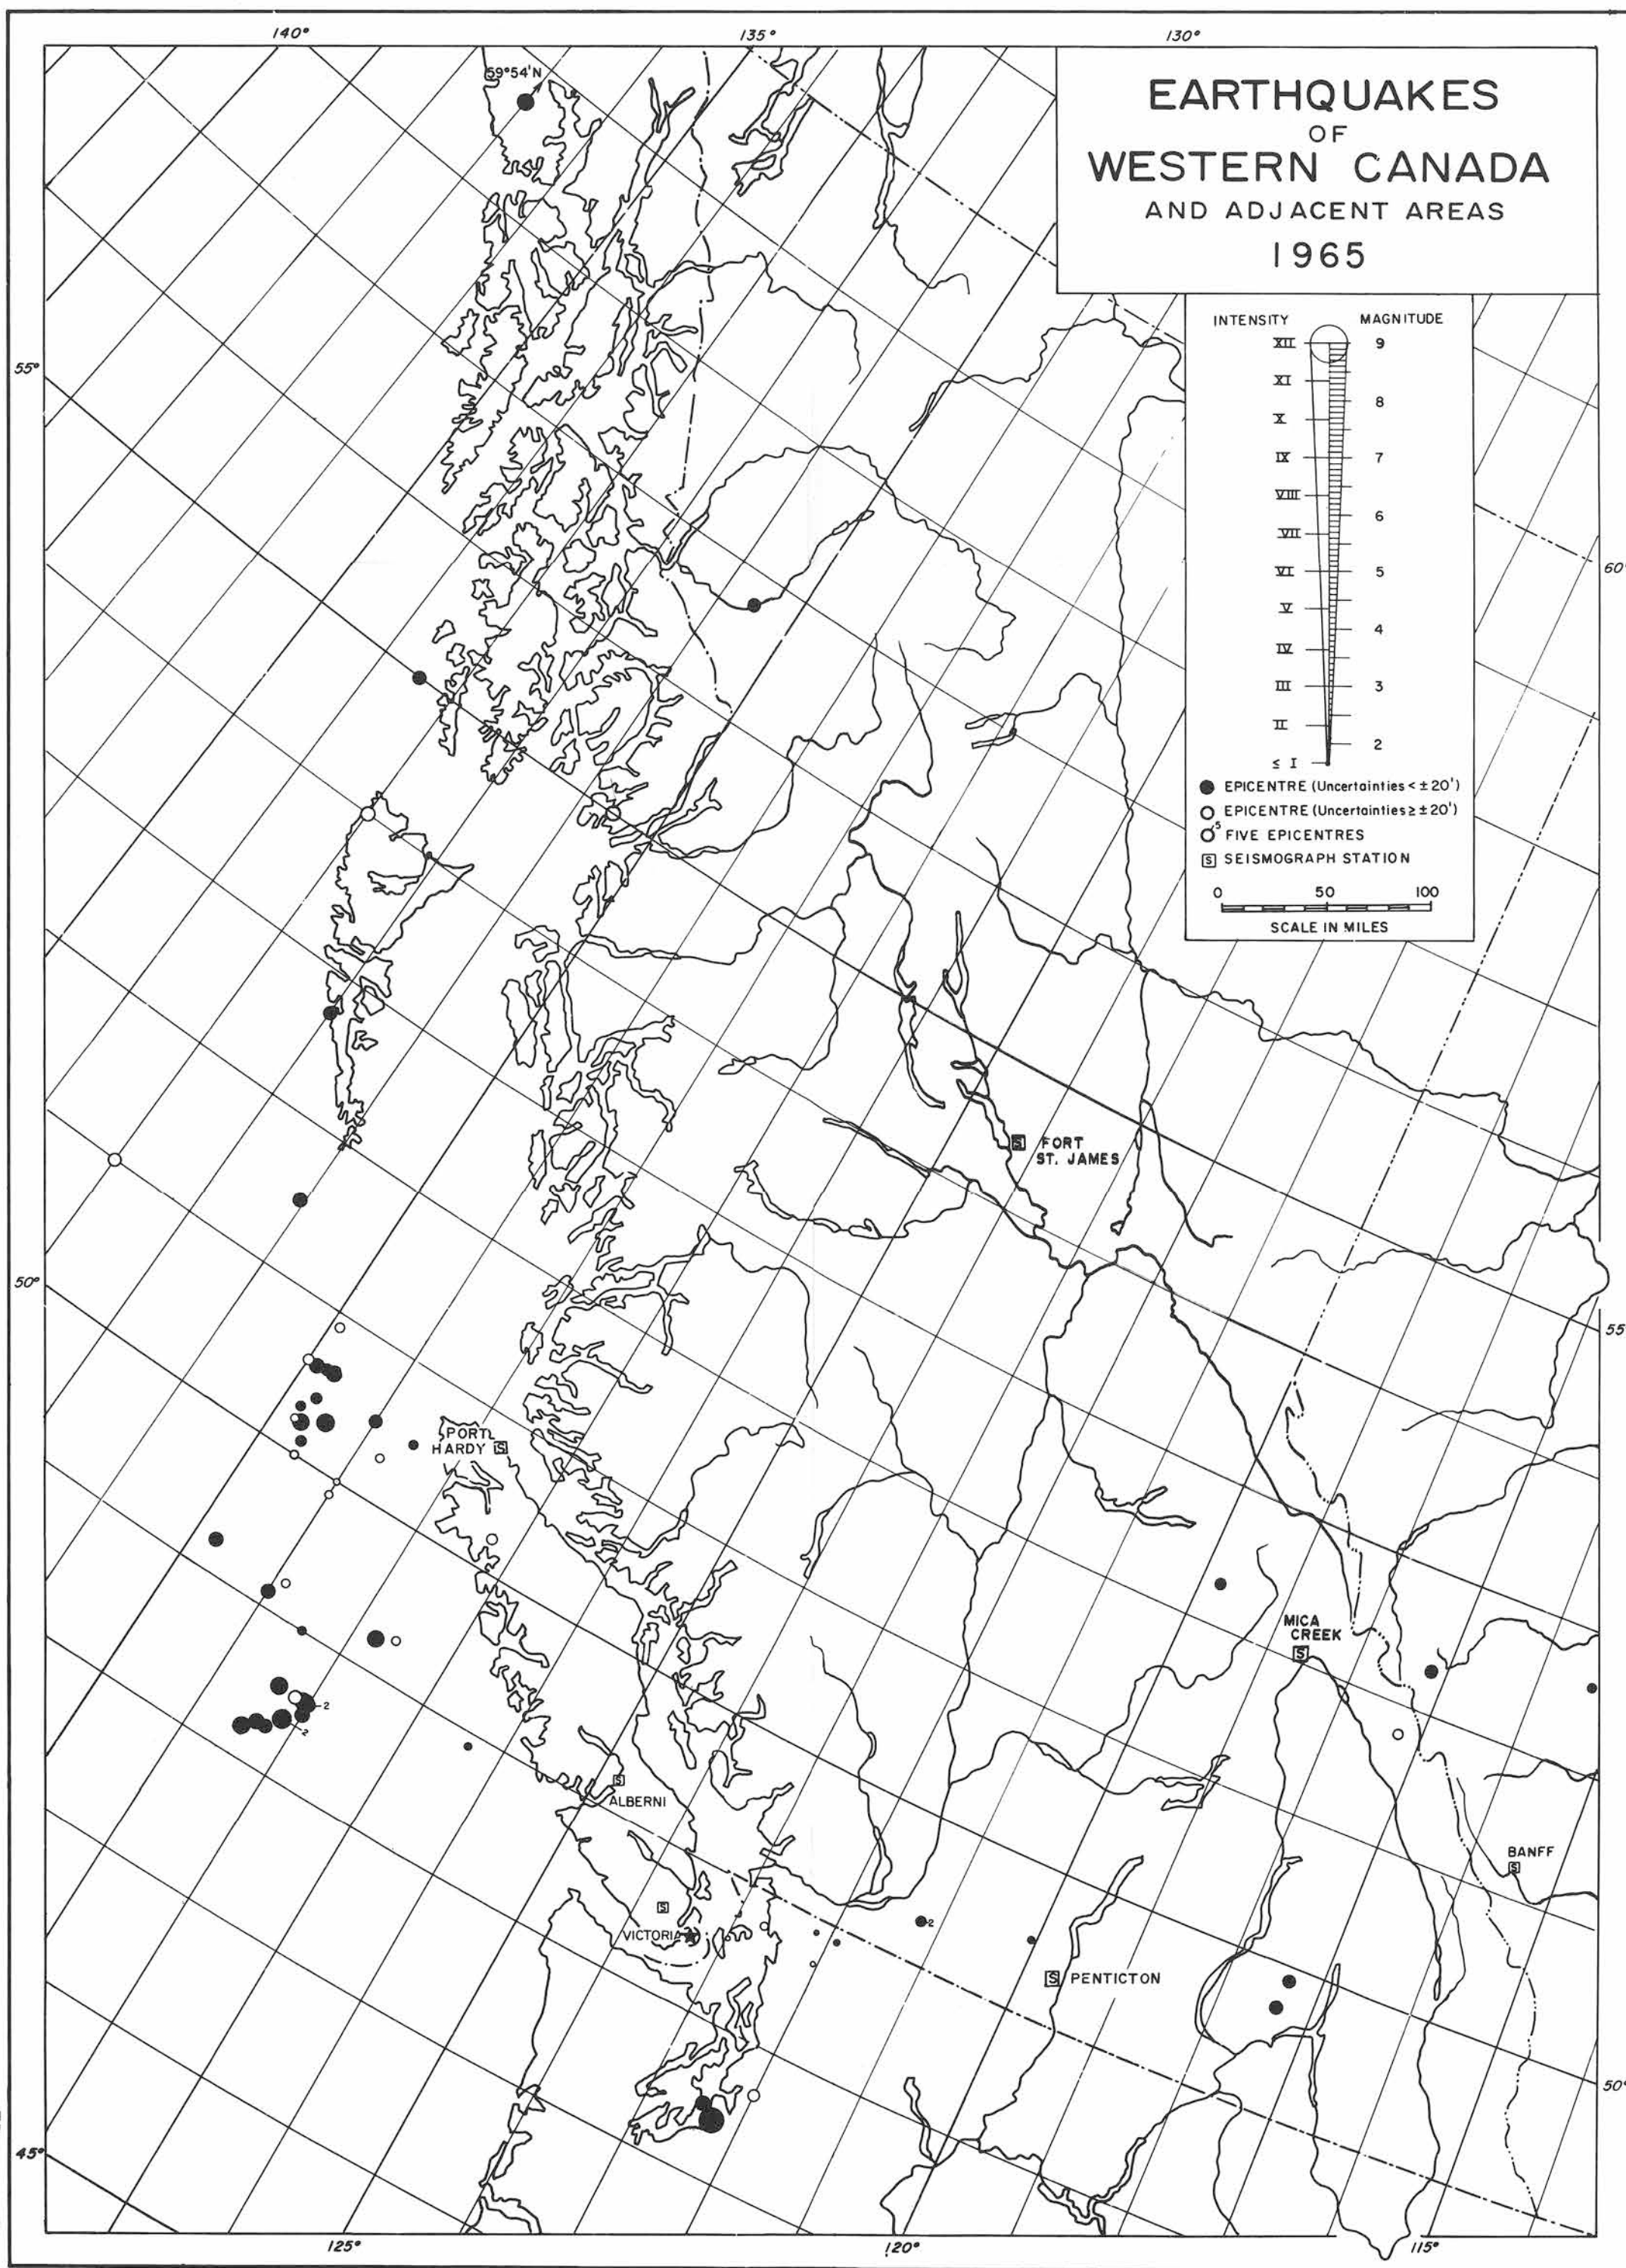 140°
135°
130°
59°54'N
EARTHQUAKES
OF
WESTERN CANADA
AND ADJACENT AREAS
1965
INTENSITY MAGNITUDE
XII 9
XI
8
X
IX 7
VIII
6
VII
VI 5
V
4
IV
III 3
II
2
≤ I
EPICENTRE (Uncertainties < ± 20')
EPICENTRE (Uncertainties ≥ ± 20')
5 FIVE EPICENTRES
S SEISMOGRAPH STATION
0 50 100
SCALE IN MILES
55°
60°
S FORT
ST. JAMES
50°
55°
PORT
HARDY S
MICA
CREEK
S
2
2
S
ALBERNI
BANFF
S
S
VICTORIA
2
S PENTICTON
50°
45°
125°
120°
115°